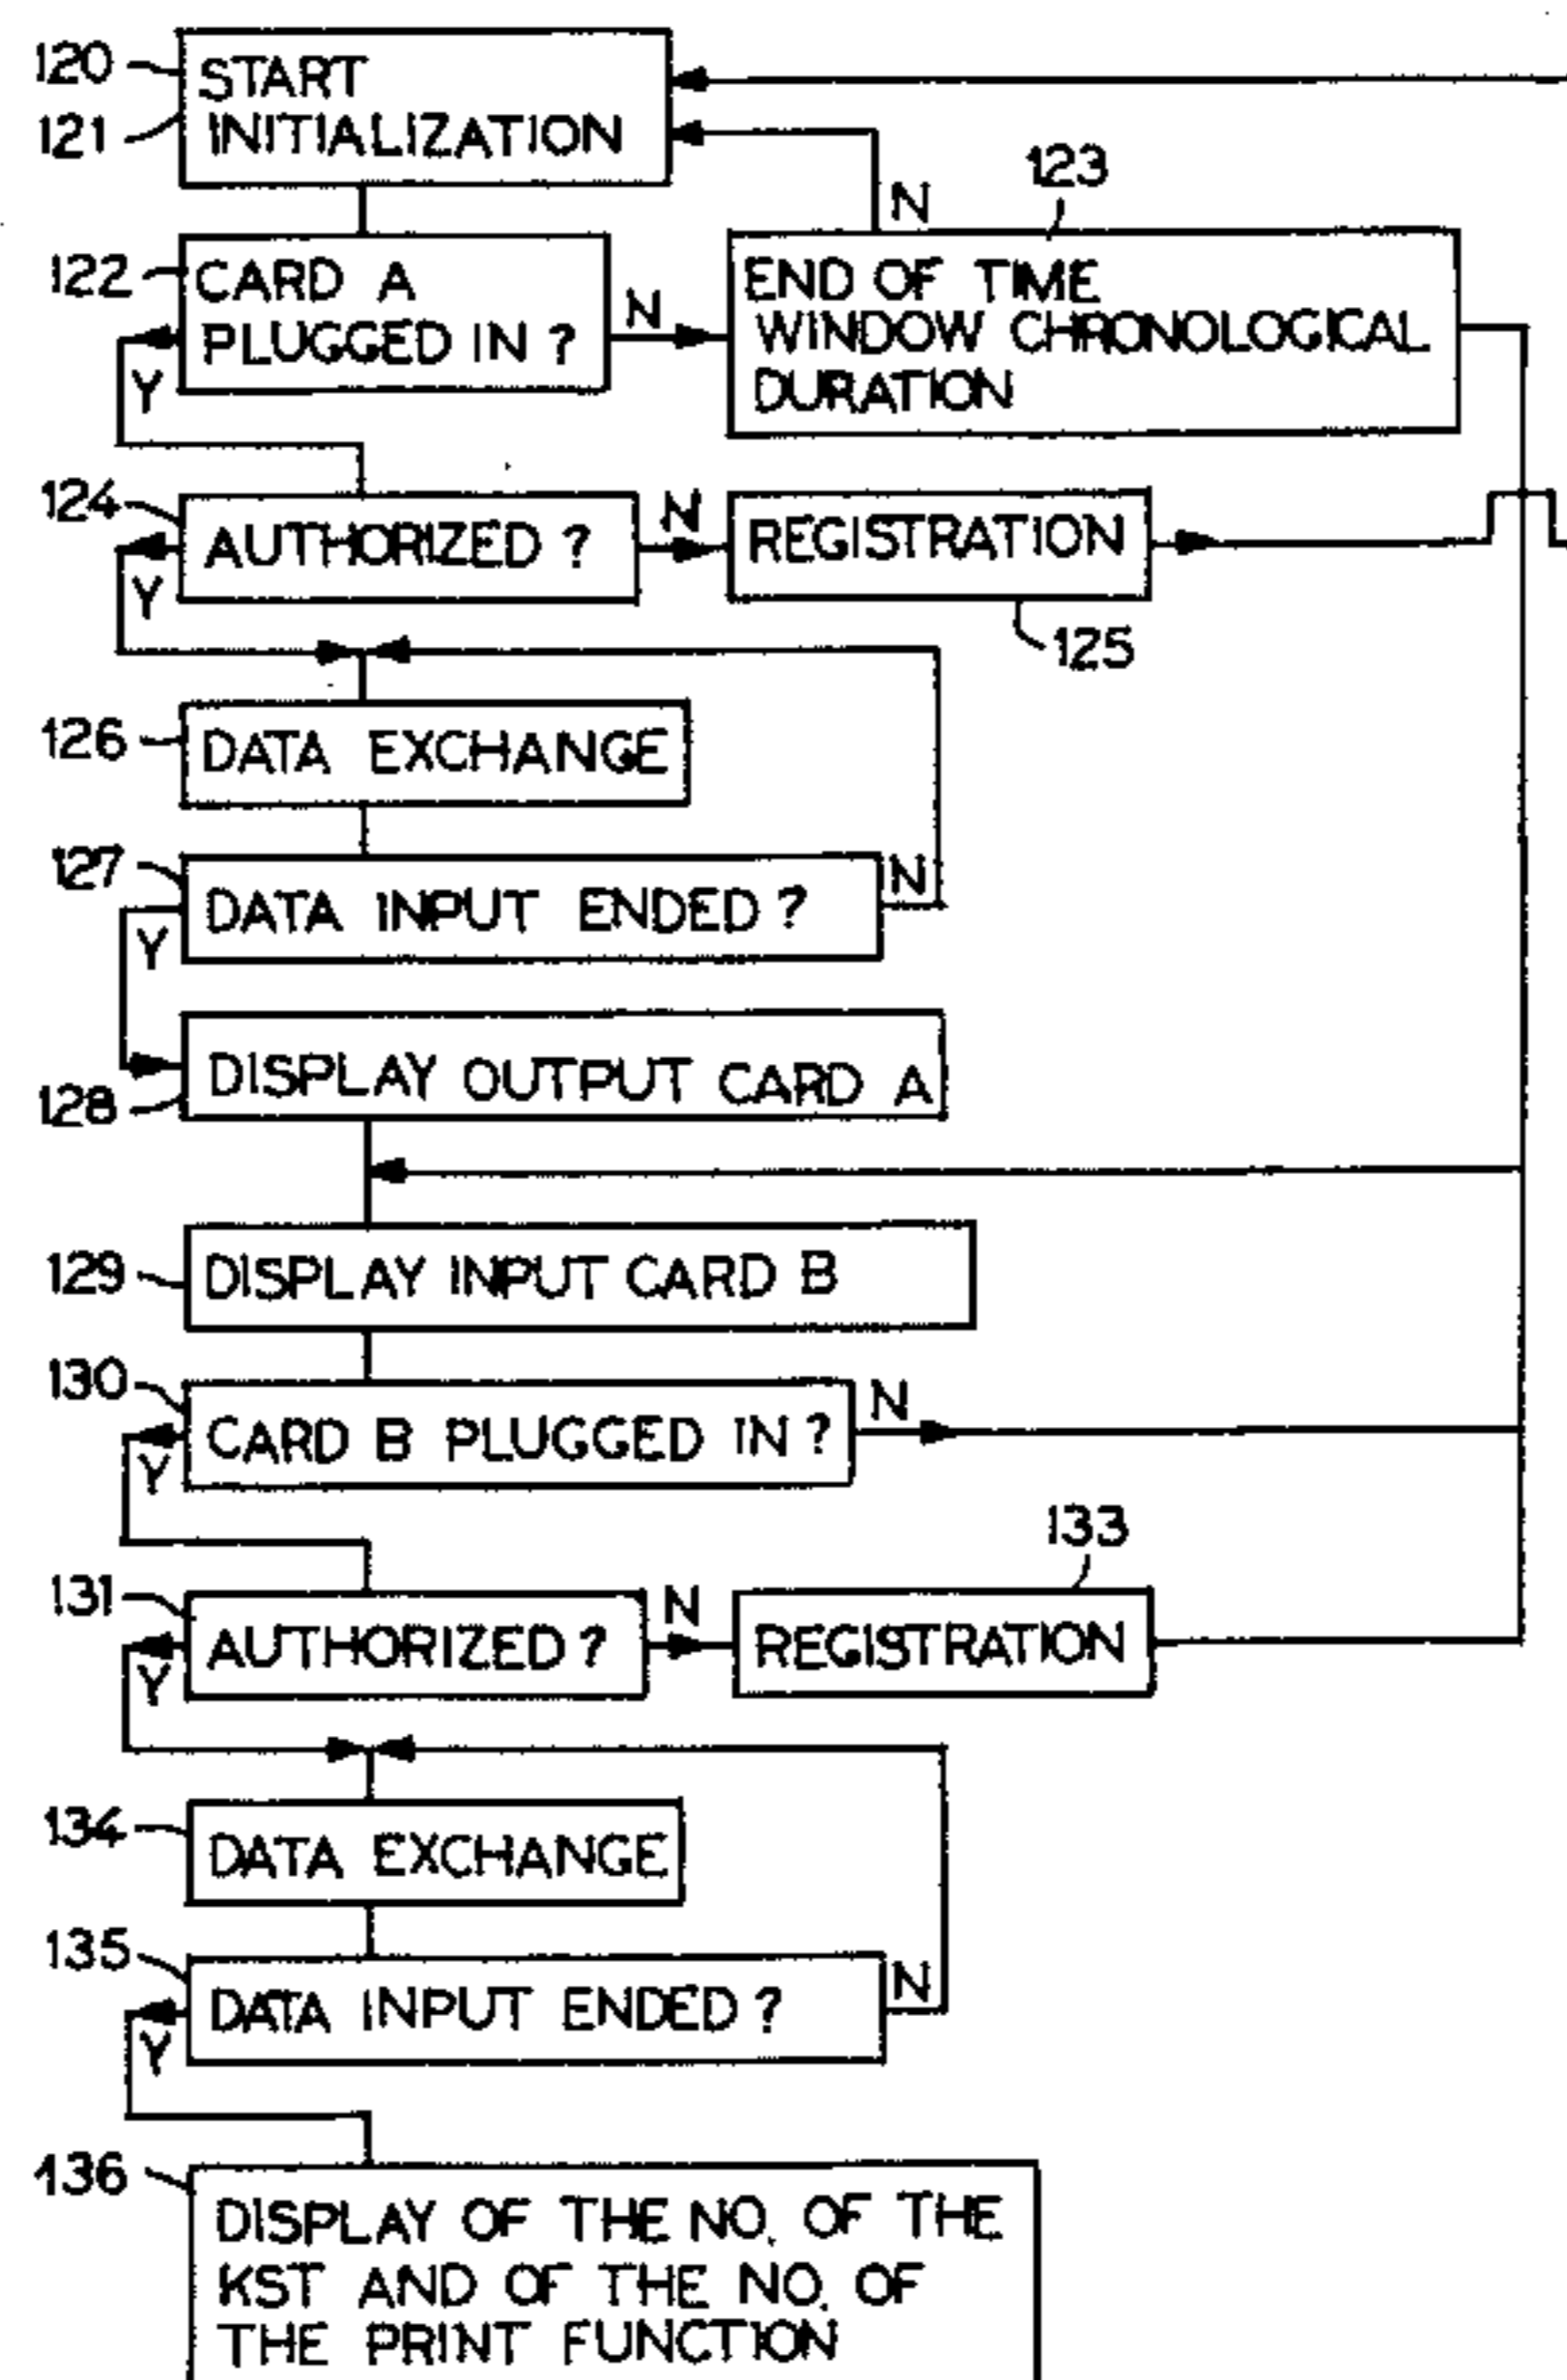 120
START
121
INITIALIZATION
N
123
122
CARD A
PLUGGED IN ?
N
Y
END OF TIME
WINDOW CHRONOLOGICAL
DURATION
124
AUTHORIZED ?
N
Y
REGISTRATION
125
126
DATA EXCHANGE
127
DATA INPUT ENDED ?
N
Y
DISPLAY OUTPUT CARD A
128
129
DISPLAY INPUT CARD B
130
CARD B PLUGGED IN ?
N
Y
133
131
AUTHORIZED ?
N
Y
REGISTRATION
134
DATA EXCHANGE
135
DATA INPUT ENDED ?
N
Y
136
DISPLAY OF THE NO. OF THE
KST AND OF THE NO. OF
THE PRINT FUNCTION